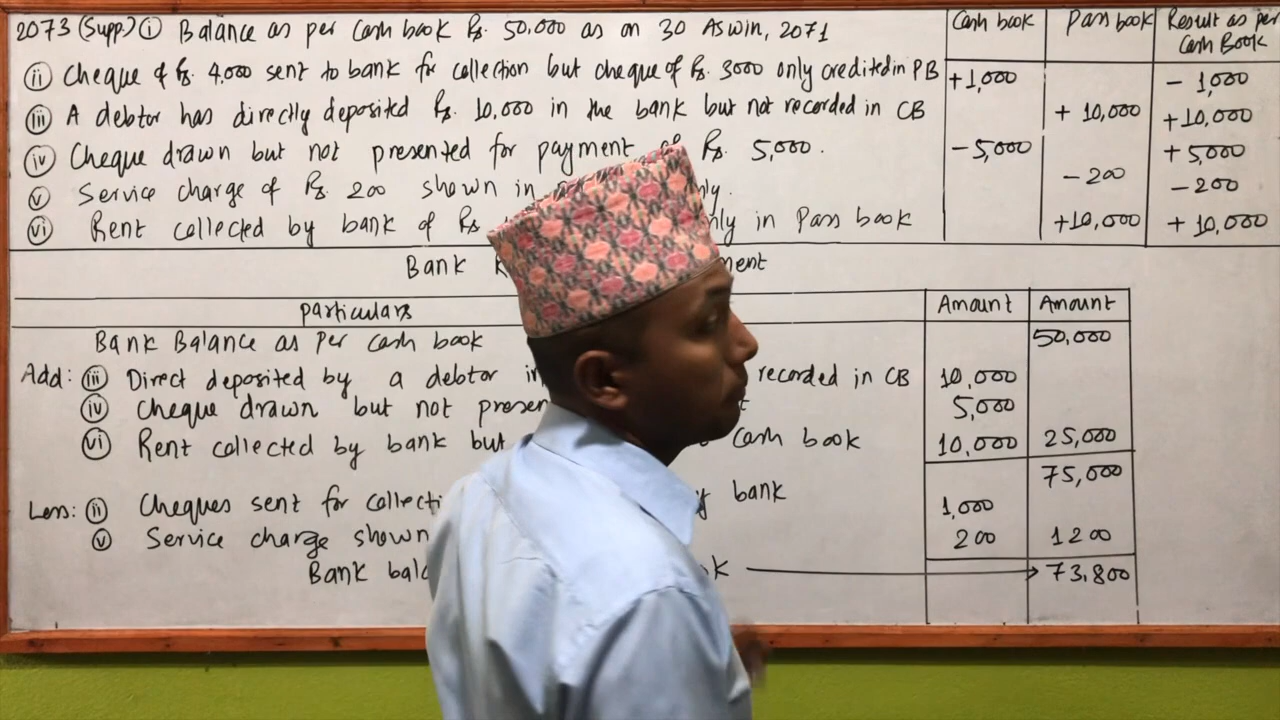 2073 (Supp.) (i) Balance as per Cash book Rs. 50,000 as on 30 Aswin, 2071
Cash book Pass book Result as per Cash Book
(ii) Cheque of Rs. 4,000 sent to bank for collection but cheque of Rs. 3000 only credited in PB +1,000 - 1,000
(iii) A debtor has directly deposited Rs. 10,000 in the bank but not recorded in CB + 10,000 +10,000
(iv) Cheque drawn but not presented for payment Rs. 5,000. - 5,000 + 5,000
(v) Service charge of Rs. 200 shown in - 200 - 200
(vi) Rent collected by bank of Rs in Pass book +10,000 + 10,000
Bank
particulars Amount Amount
Bank Balance as per cash book 50,000
Add: (iii) Direct deposited by a debtor recorded in CB 10,000
(iv) Cheque drawn but not 5,000
(vi) Rent collected by bank but Cash book 10,000 25,000
75,000
Less: (ii) Cheques sent for bank 1,000
(v) Service charge shown 200 1200
Bank 73,800